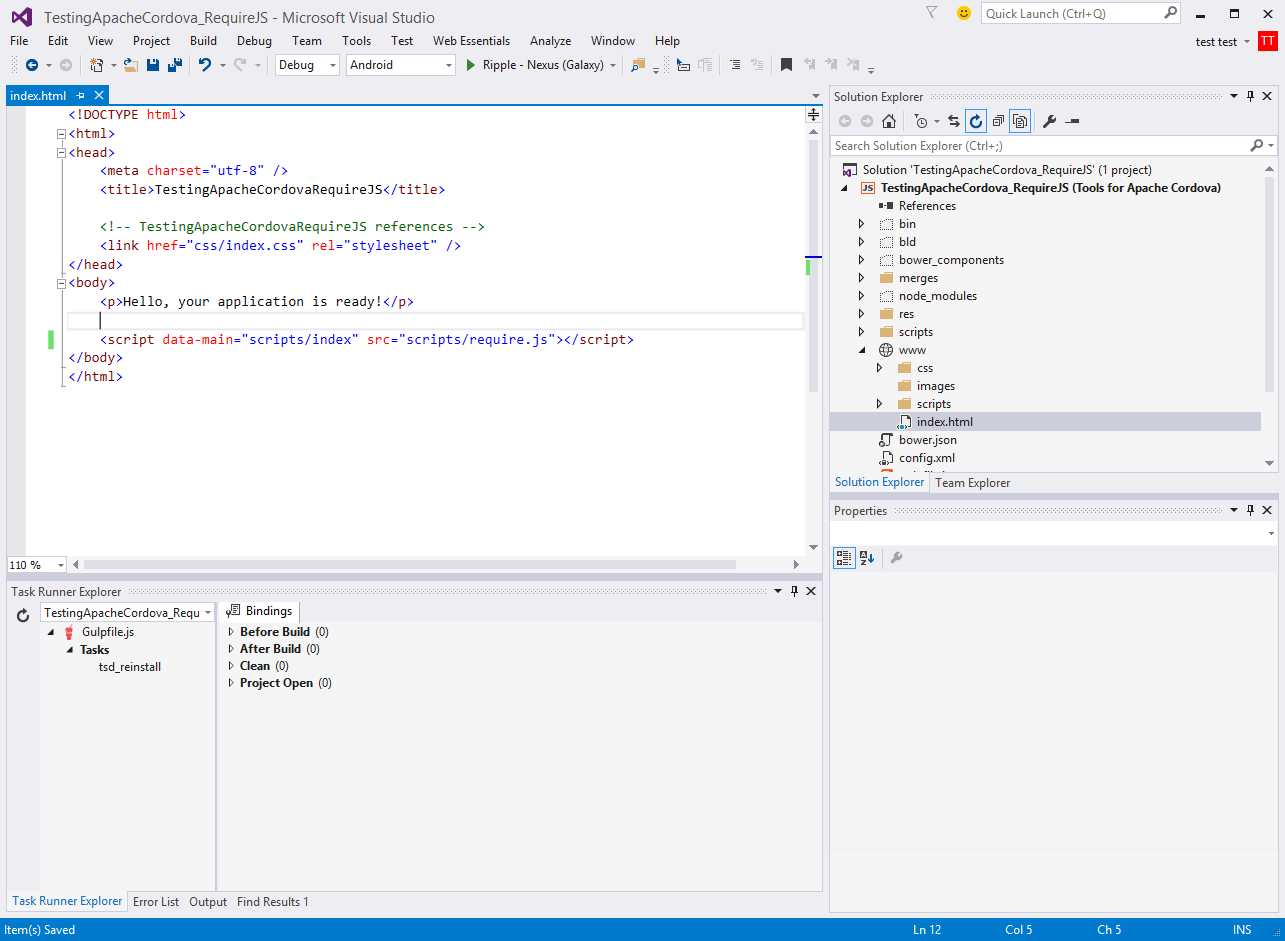 TestingApacheCordova_RequireJS - Microsoft Visual Studio
Quick Launch (Ctrl+Q)
File Edit View Project Build Debug Team Tools Test Web Essentials Analyze Window Help
test test TT
Debug Android Ripple - Nexus (Galaxy)
index.html
<!DOCTYPE html>
<html>
<head>
<meta charset="utf-8" />
<title>TestingApacheCordovaRequireJS</title>
<!-- TestingApacheCordovaRequireJS references -->
<link href="css/index.css" rel="stylesheet" />
</head>
<body>
<p>Hello, your application is ready!</p>
<script data-main="scripts/index" src="scripts/require.js"></script>
</body>
</html>
110 %
Solution Explorer
Search Solution Explorer (Ctrl+;)
Solution 'TestingApacheCordova_RequireJS' (1 project)
JS TestingApacheCordova_RequireJS (Tools for Apache Cordova)
References
bin
bld
bower_components
merges
node_modules
res
scripts
www
css
images
scripts
index.html
bower.json
config.xml
Solution Explorer Team Explorer
Properties
Task Runner Explorer
TestingApacheCordova_Requ
Gulpfile.js
Tasks
tsd_reinstall
Bindings
Before Build (0)
After Build (0)
Clean (0)
Project Open (0)
Task Runner Explorer Error List Output Find Results 1
Item(s) Saved Ln 12 Col 5 Ch 5 INS